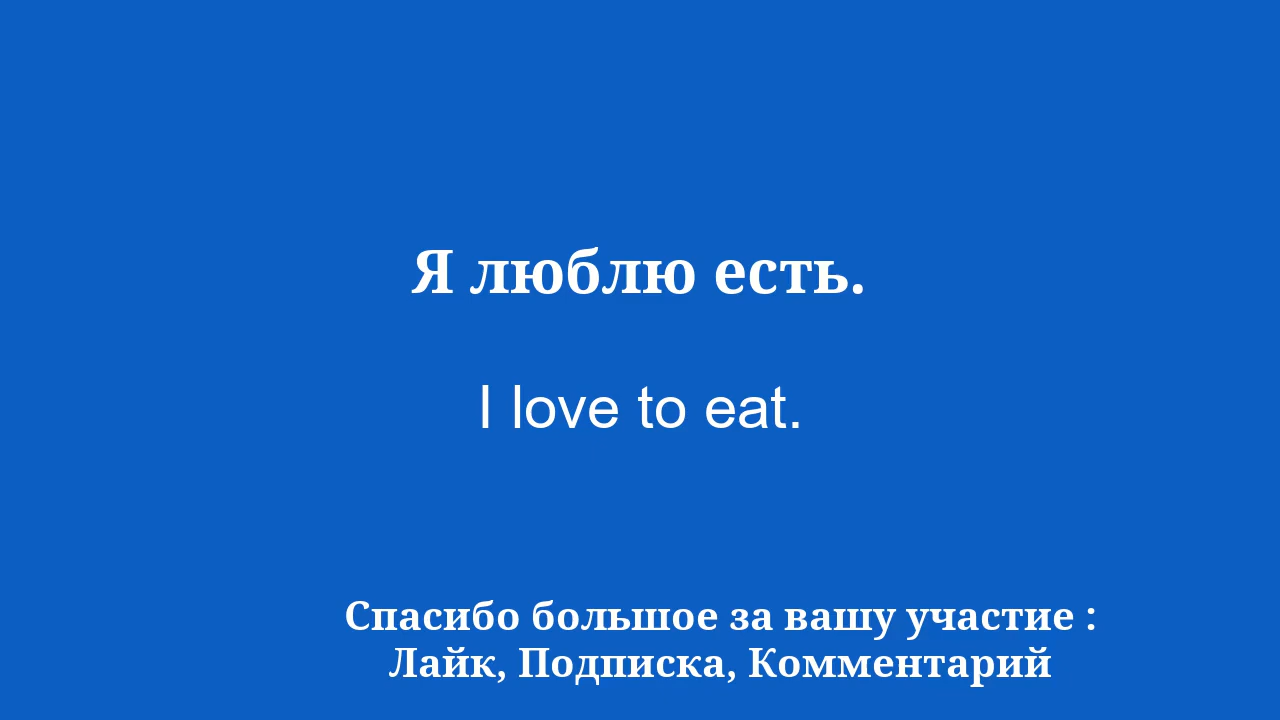 Я люблю есть.
I love to eat.
Спасибо большое за вашу участие :
Лайк, Подписка, Комментарий